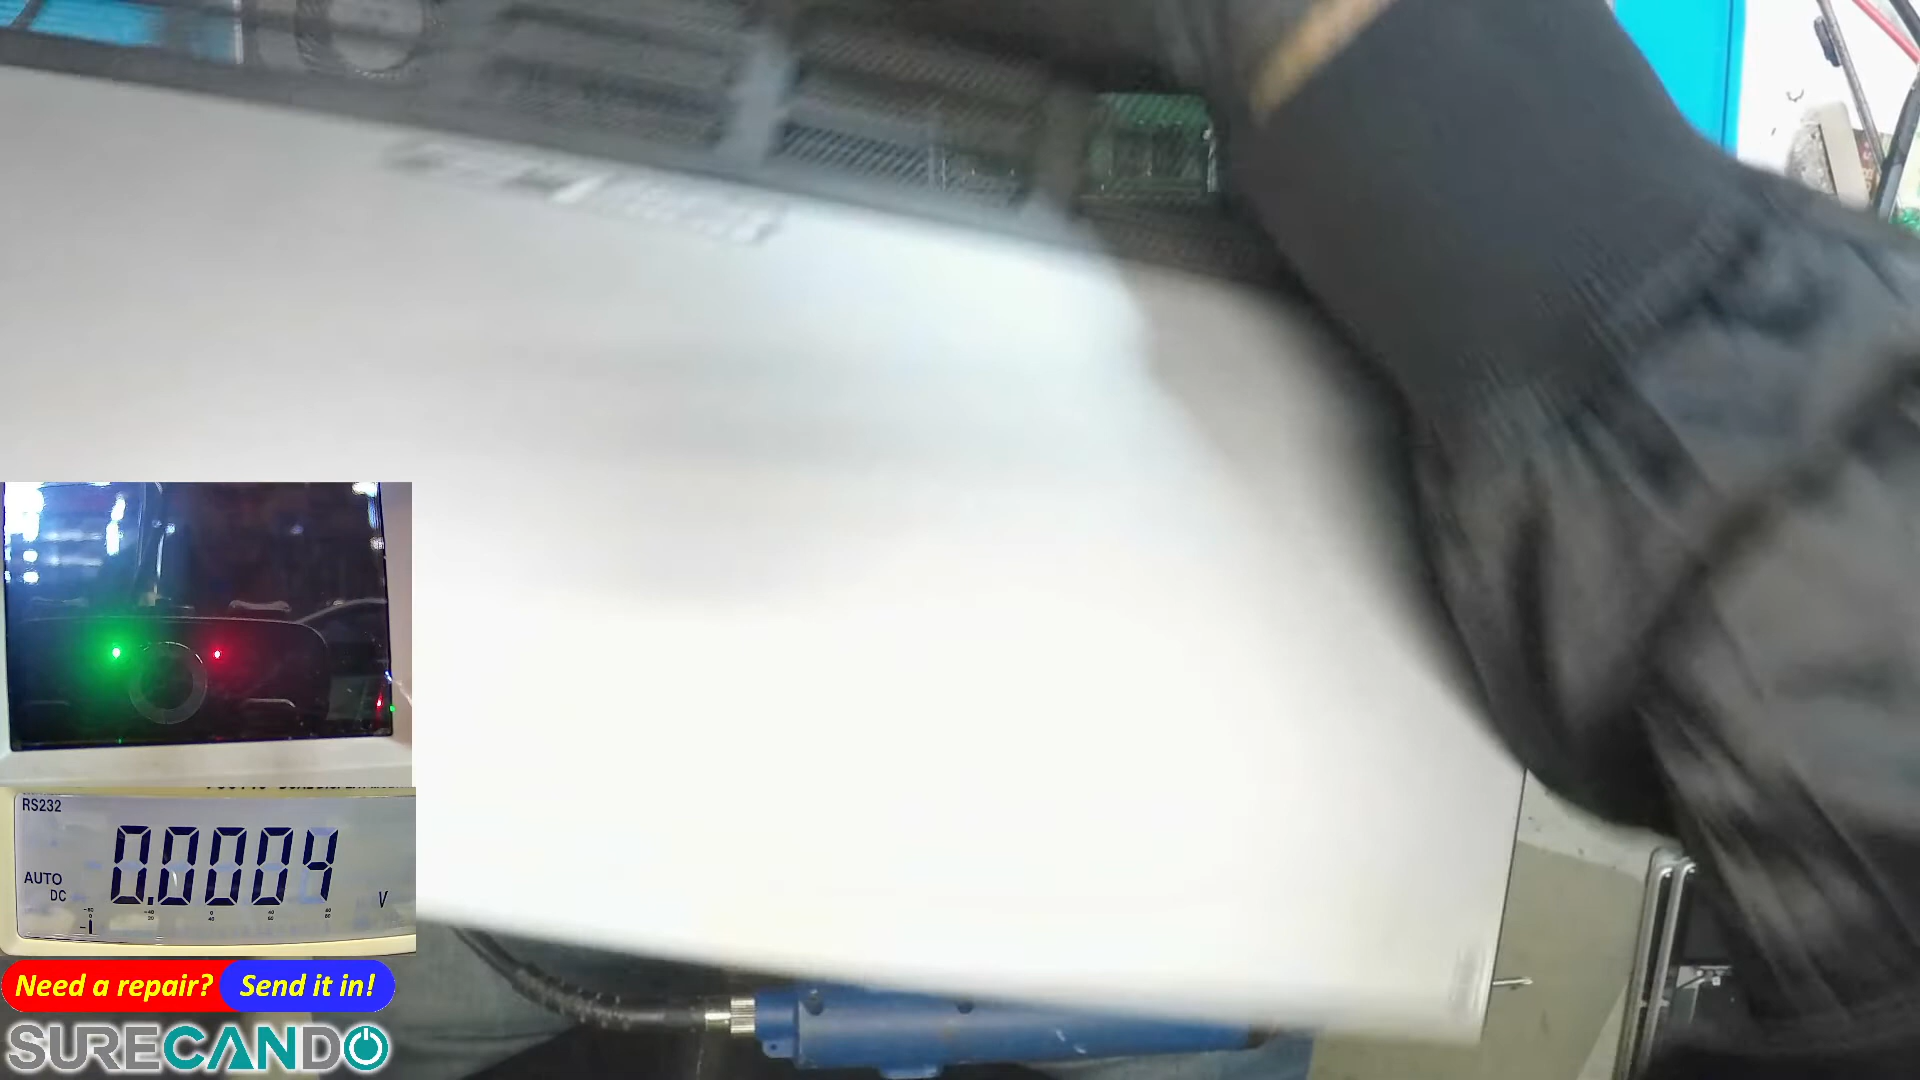 RS232
0.0004
AUTO
DC
V
Need a repair? Send it in!
SURECANDO